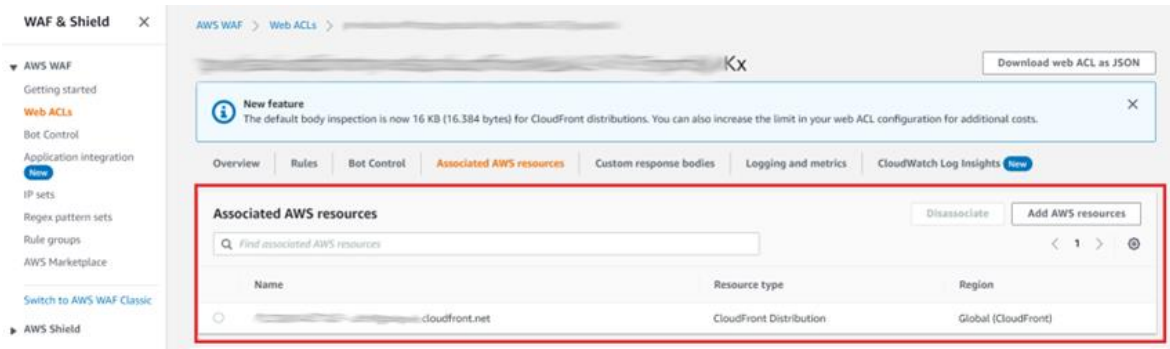 WAF & Shield
AWS WAF > Web ACLs >
AWS WAF
Getting started
Web ACLs
Bot Control
Application integration
New
IP sets
Regex pattern sets
Rule groups
AWS Marketplace
Switch to AWS WAF Classic
AWS Shield
Kx
Download web ACL as JSON
New feature
The default body inspection is now 16 KB (16.384 bytes) for CloudFront distributions. You can also increase the limit in your web ACL configuration for additional costs.
Overview Rules Bot Control Associated AWS resources Custom response bodies Logging and metrics CloudWatch Log Insights New
Associated AWS resources
Disassociate Add AWS resources
Find associated AWS resources
< 1 >
Name Resource type Region
cloudfront.net CloudFront Distribution Global (CloudFront)